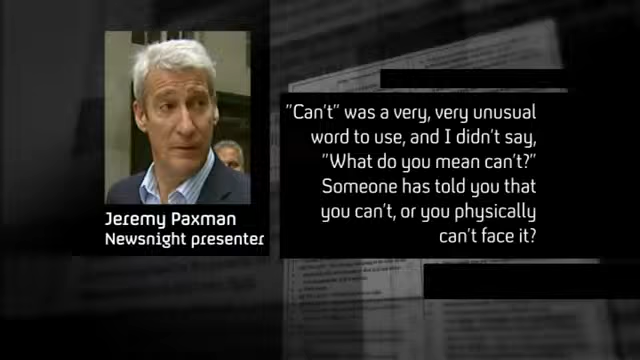 "Can't" was a very, very unusual
word to use, and I didn't say,
"What do you mean can't?"
Someone has told you that
you can't, or you physically
can't face it?
Jeremy Paxman
Newsnight presenter